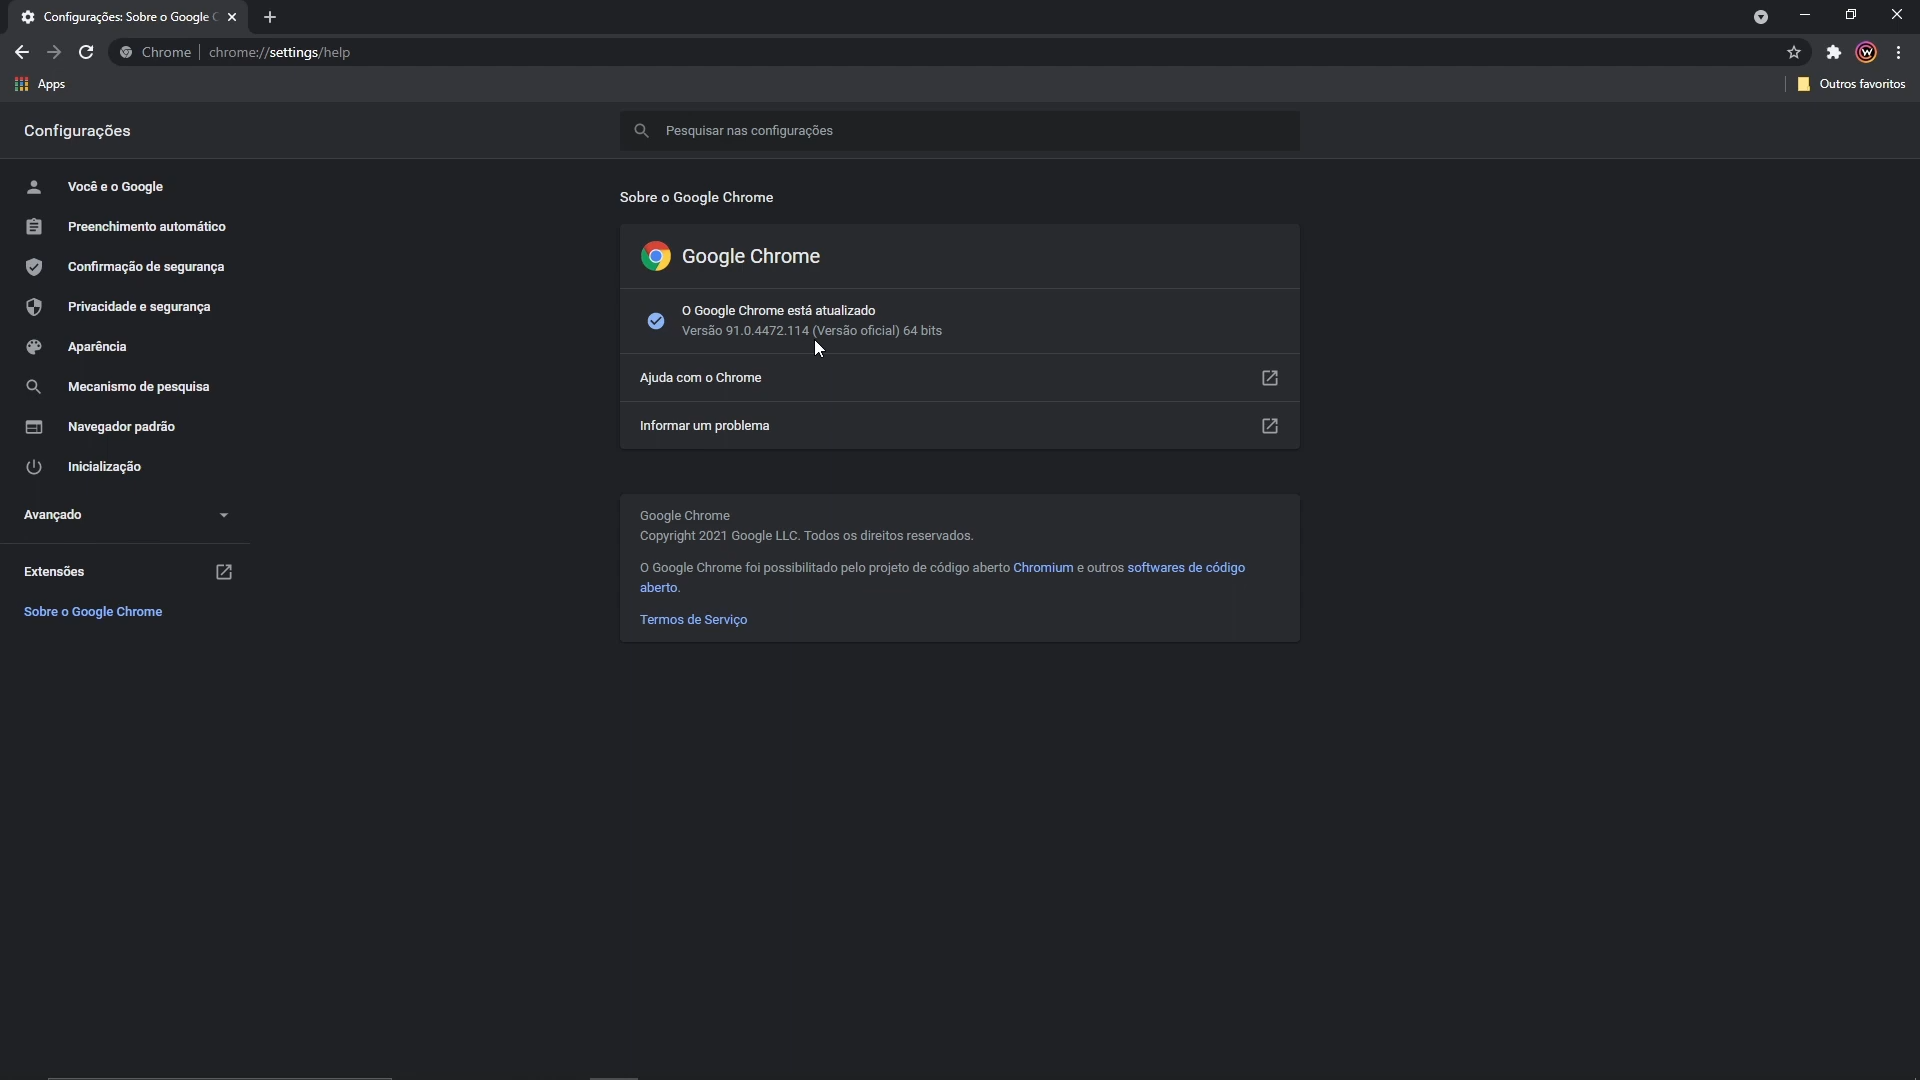 Configurações: Sobre o Google C
Chrome
chrome://settings/help
Apps
Outros favoritos
Configurações
Pesquisar nas configurações
Você e o Google
Preenchimento automático
Confirmação de segurança
Privacidade e segurança
Aparência
Mecanismo de pesquisa
Navegador padrão
Inicialização
Avançado
Extensões
Sobre o Google Chrome
Sobre o Google Chrome
Google Chrome
O Google Chrome está atualizado
Versão 91.0.4472.114 (Versão oficial) 64 bits
Ajuda com o Chrome
Informar um problema
Google Chrome
Copyright 2021 Google LLC. Todos os direitos reservados.
O Google Chrome foi possibilitado pelo projeto de código aberto Chromium e outros softwares de código
aberto.
Termos de Serviço